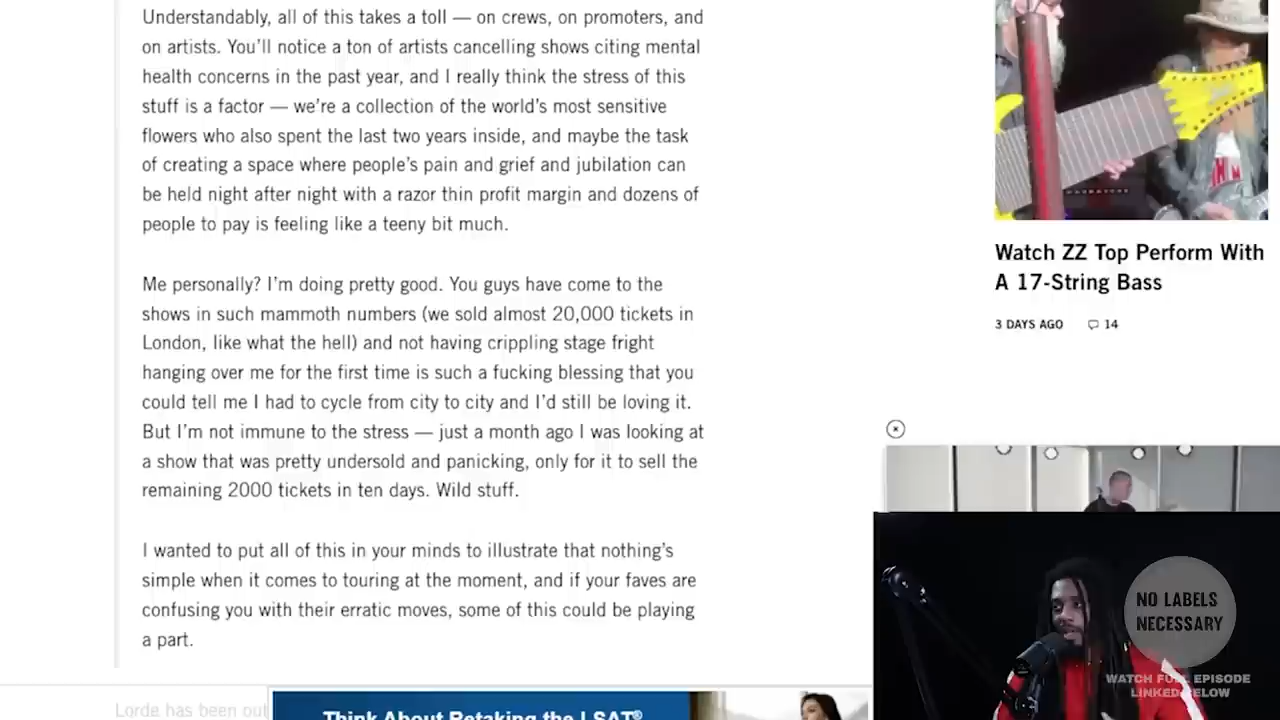 Understandably, all of this takes a toll — on crews, on promoters, and
on artists. You'll notice a ton of artists cancelling shows citing mental
health concerns in the past year, and I really think the stress of this
stuff is a factor — we're a collection of the world's most sensitive
flowers who also spent the last two years inside, and maybe the task
of creating a space where people's pain and grief and jubilation can
be held night after night with a razor thin profit margin and dozens of
people to pay is feeling like a teeny bit much.
Me personally? I'm doing pretty good. You guys have come to the
shows in such mammoth numbers (we sold almost 20,000 tickets in
London, like what the hell) and not having crippling stage fright
hanging over me for the first time is such a fucking blessing that you
could tell me I had to cycle from city to city and I'd still be loving it.
But I'm not immune to the stress — just a month ago I was looking at
a show that was pretty undersold and panicking, only for it to sell the
remaining 2000 tickets in ten days. Wild stuff.
I wanted to put all of this in your minds to illustrate that nothing's
simple when it comes to touring at the moment, and if your faves are
confusing you with their erratic moves, some of this could be playing
a part.
Lorde has been out
Think About Retaking the LSAT®
Watch ZZ Top Perform With
A 17-String Bass
3 DAYS AGO 14
NO LABELS
NECESSARY
WATCH FULL EPISODE
LINKED BELOW